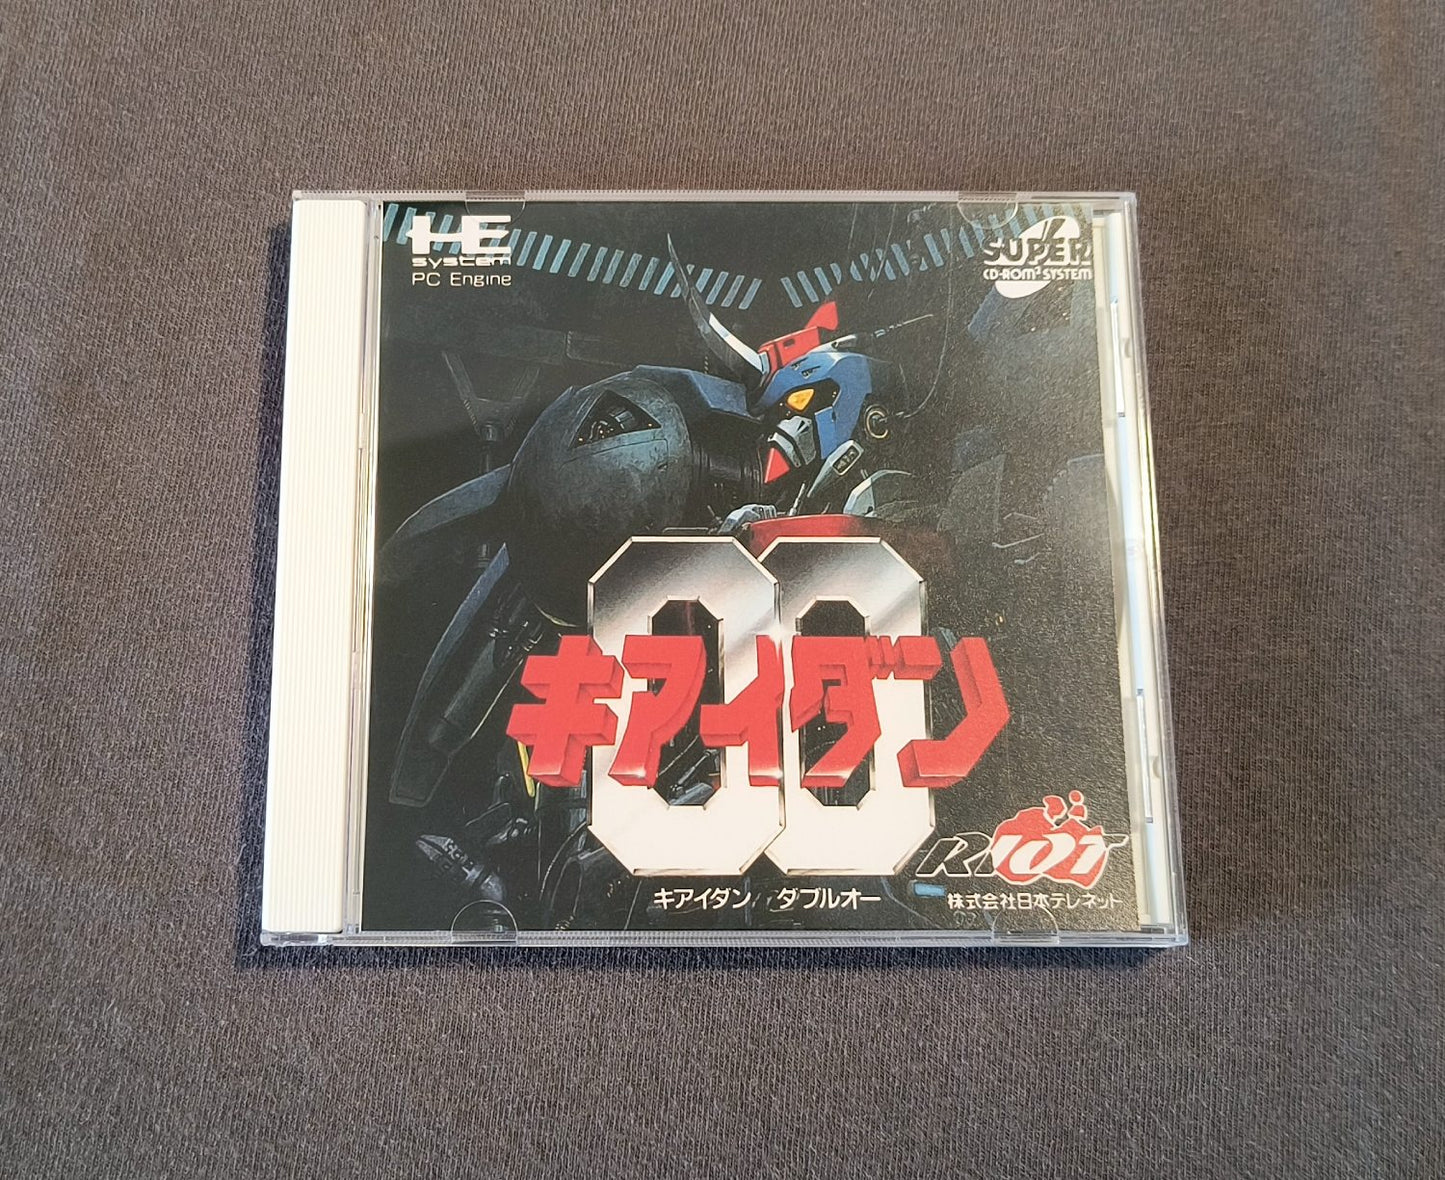 HE
system
PC Engine
SUPER
CD-ROM² SYSTEM
00
キアイダン
キアイダン ダブルオー
RIOT
株式会社日本テレネット